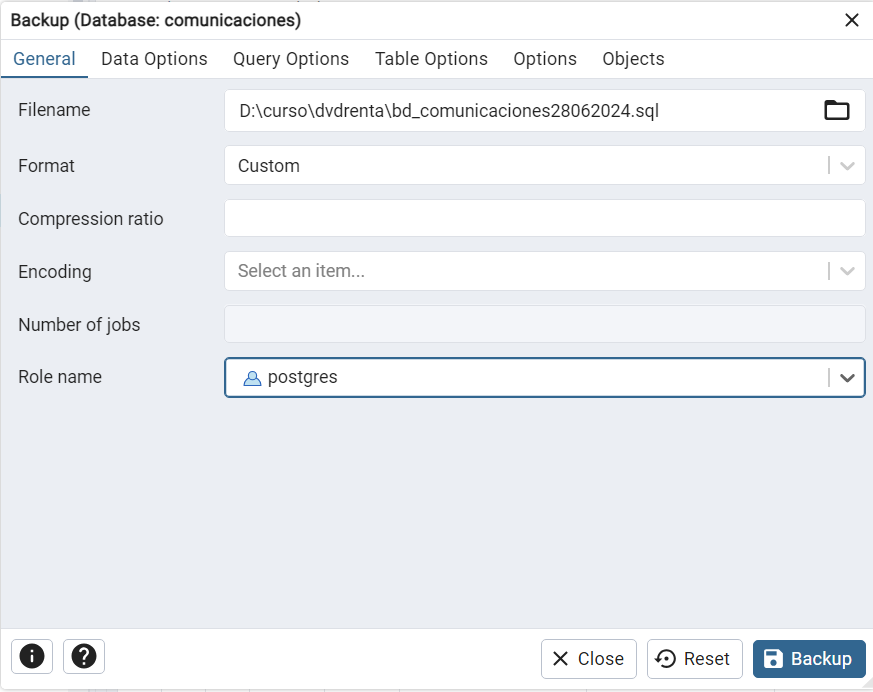 Backup (Database: comunicaciones)
General Data Options Query Options Table Options Options Objects
Filename D:\curso\dvdrenta\bd_comunicaciones28062024.sql
Format Custom
Compression ratio
Encoding Select an item...
Number of jobs
Role name postgres
Close Reset Backup